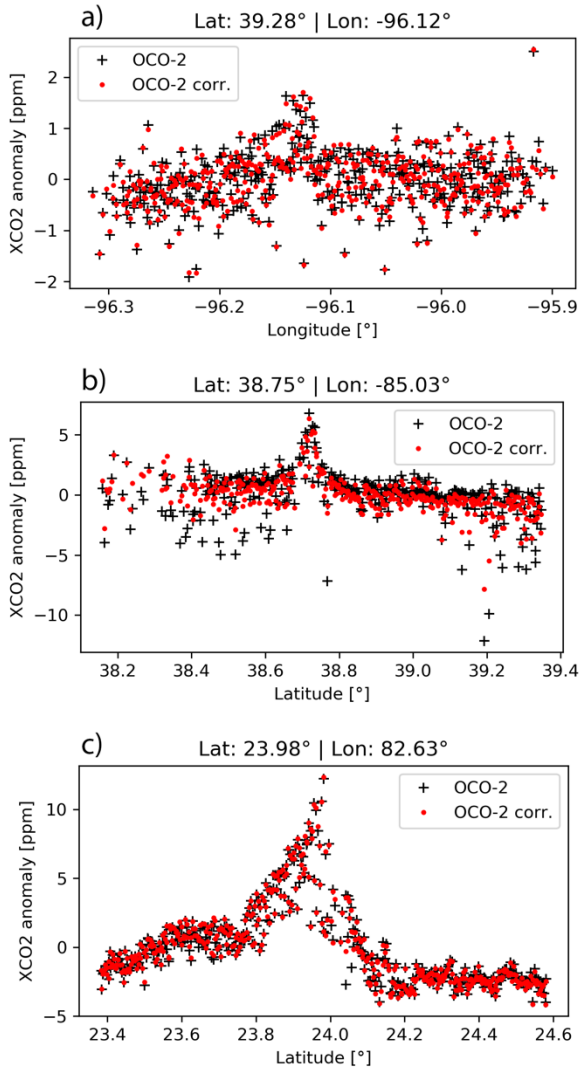 a)
Lat: 39.28° | Lon: -96.12°
OCO-2
OCO-2 corr.
XCO2 anomaly [ppm]
2
1
0
−1
−2
−96.3
−96.2
−96.1
−96.0
−95.9
Longitude [°]
b)
Lat: 38.75° | Lon: -85.03°
OCO-2
OCO-2 corr.
XCO2 anomaly [ppm]
5
0
−5
−10
38.2
38.4
38.6
38.8
39.0
39.2
39.4
Latitude [°]
c)
Lat: 23.98° | Lon: 82.63°
OCO-2
OCO-2 corr.
XCO2 anomaly [ppm]
10
5
0
−5
23.4
23.6
23.8
24.0
24.2
24.4
24.6
Latitude [°]